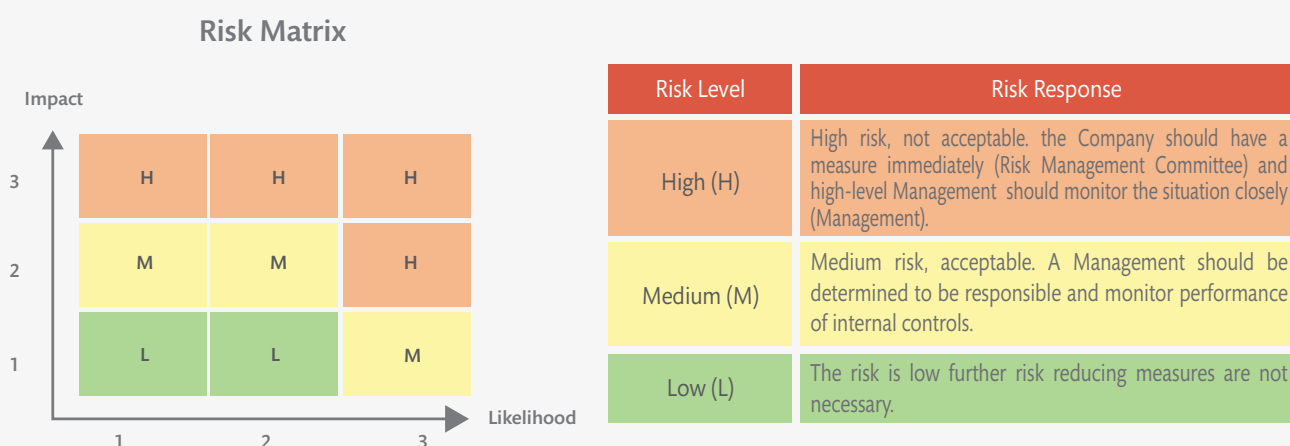 Risk Matrix
Impact
3
H
H
H
2
M
M
H
1
L
L
M
Likelihood
1
2
3
Risk Level
Risk Response
High (H)
High risk, not acceptable. the Company should have a
measure immediately (Risk Management Committee) and
high-level Management should monitor the situation closely
(Management).
Medium (M)
Medium risk, acceptable. A Management should be
determined to be responsible and monitor performance
of internal controls.
Low (L)
The risk is low further risk reducing measures are not
necessary.